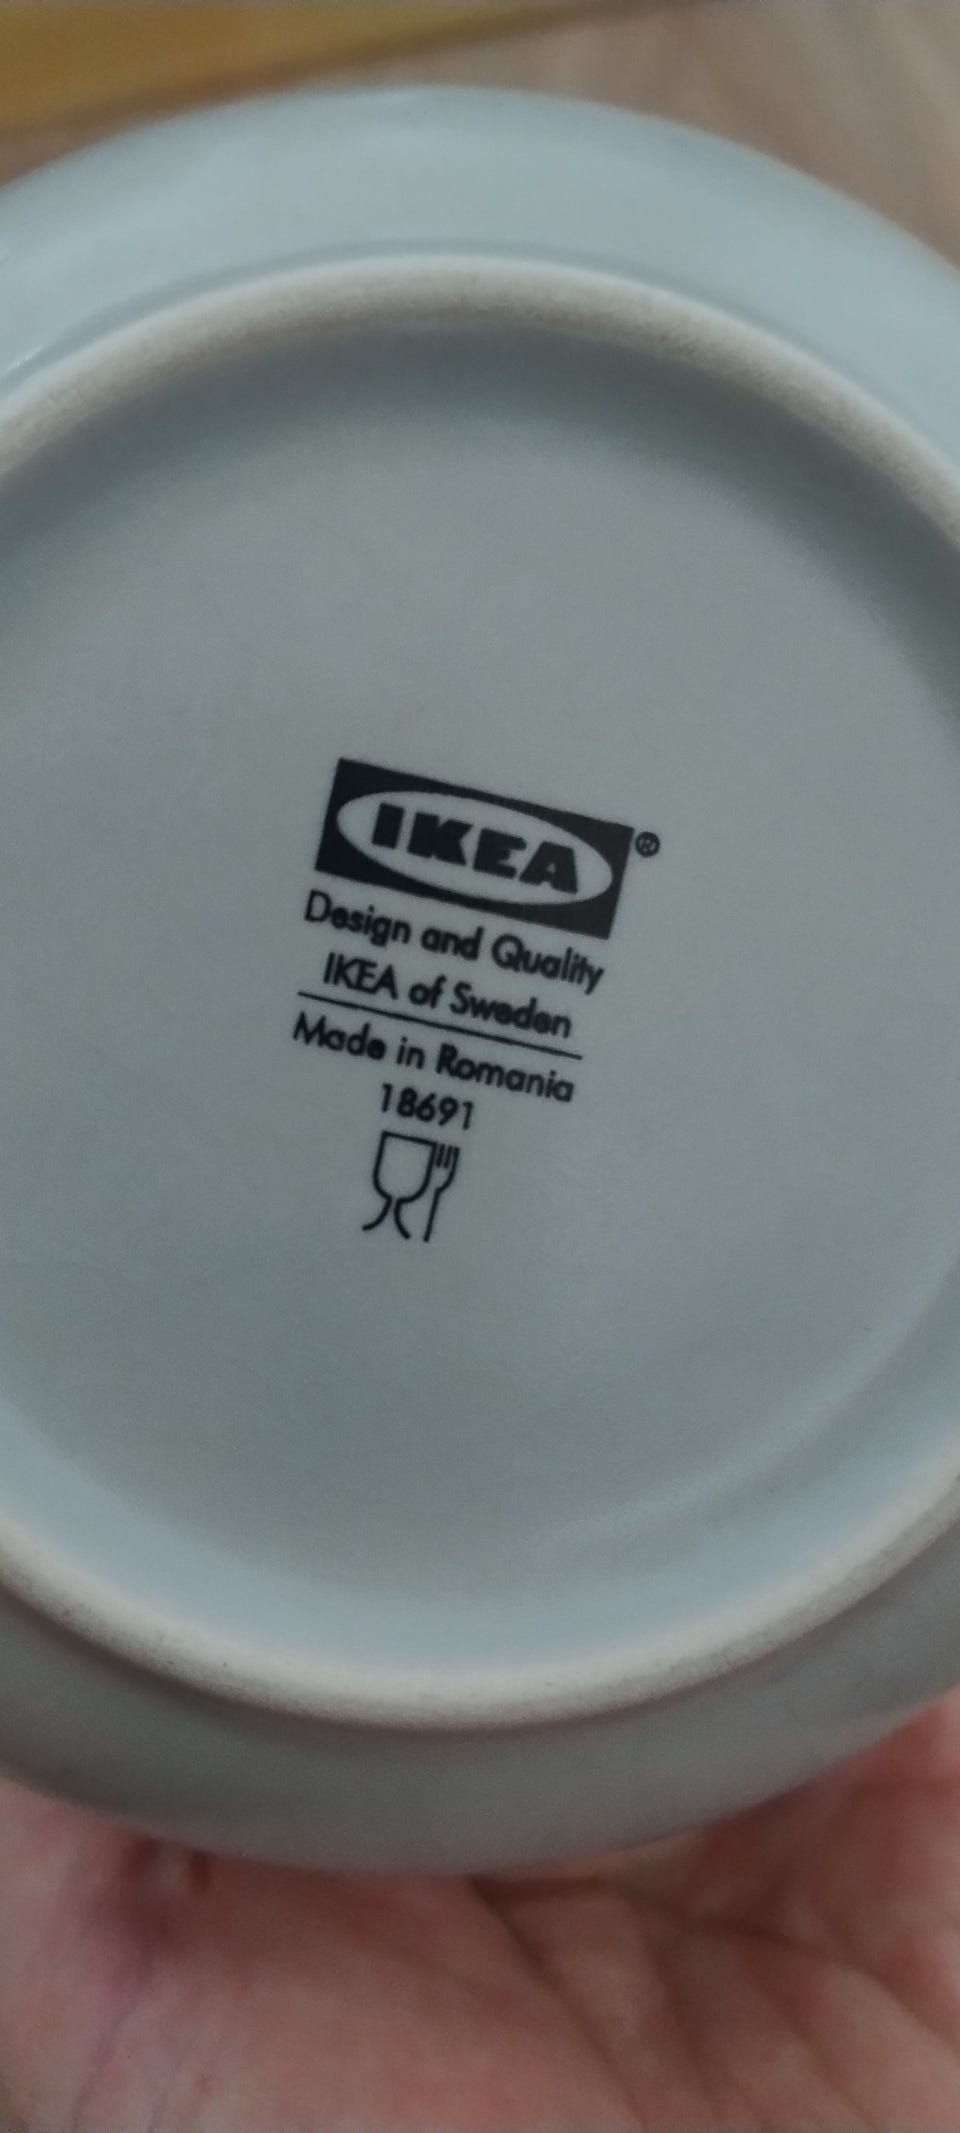 IKEA®
Design and Quality
IKEA of Sweden
Made in Romania
18691